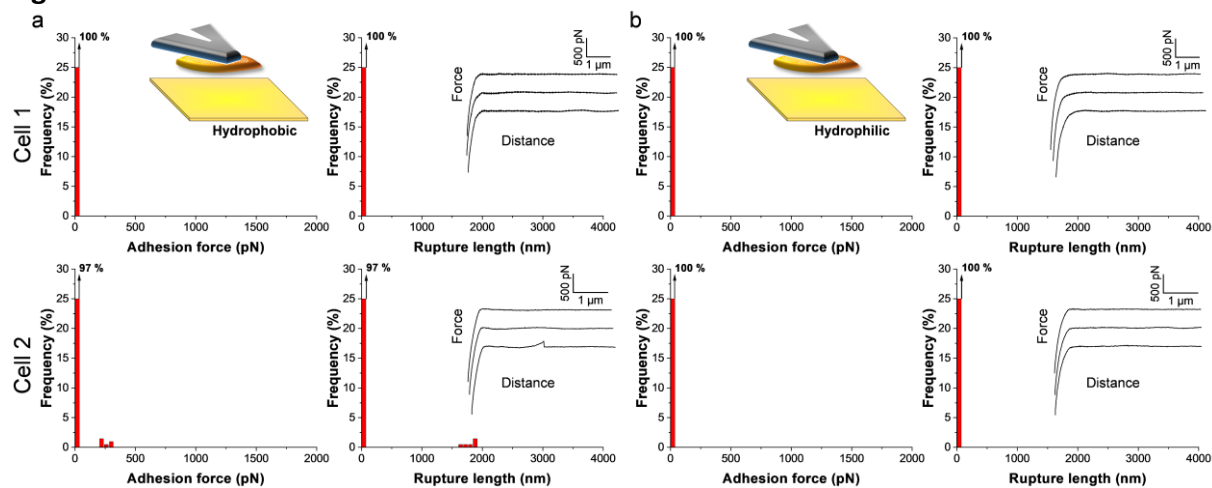 a
b
Cell 1
Frequency (%)
30
25
20
15
10
5
0
100 %
Hydrophobic
0 500 1000 1500 2000
Adhesion force (pN)
Frequency (%)
30
25
20
15
10
5
0
100 %
500 pN
1 µm
Force
Distance
0 1000 2000 3000 4000
Rupture length (nm)
Frequency (%)
30
25
20
15
10
5
0
100 %
Hydrophilic
0 500 1000 1500 2000
Adhesion force (pN)
Frequency (%)
30
25
20
15
10
5
0
100 %
500 pN
1 µm
Force
Distance
0 1000 2000 3000 4000
Rupture length (nm)
Cell 2
Frequency (%)
30
25
20
15
10
5
0
97 %
0 500 1000 1500 2000
Adhesion force (pN)
Frequency (%)
30
25
20
15
10
5
0
97 %
500 pN
1 µm
Force
Distance
0 1000 2000 3000 4000
Rupture length (nm)
Frequency (%)
30
25
20
15
10
5
0
100 %
0 500 1000 1500 2000
Adhesion force (pN)
Frequency (%)
30
25
20
15
10
5
0
100 %
500 pN
1 µm
Force
Distance
0 1000 2000 3000 4000
Rupture length (nm)